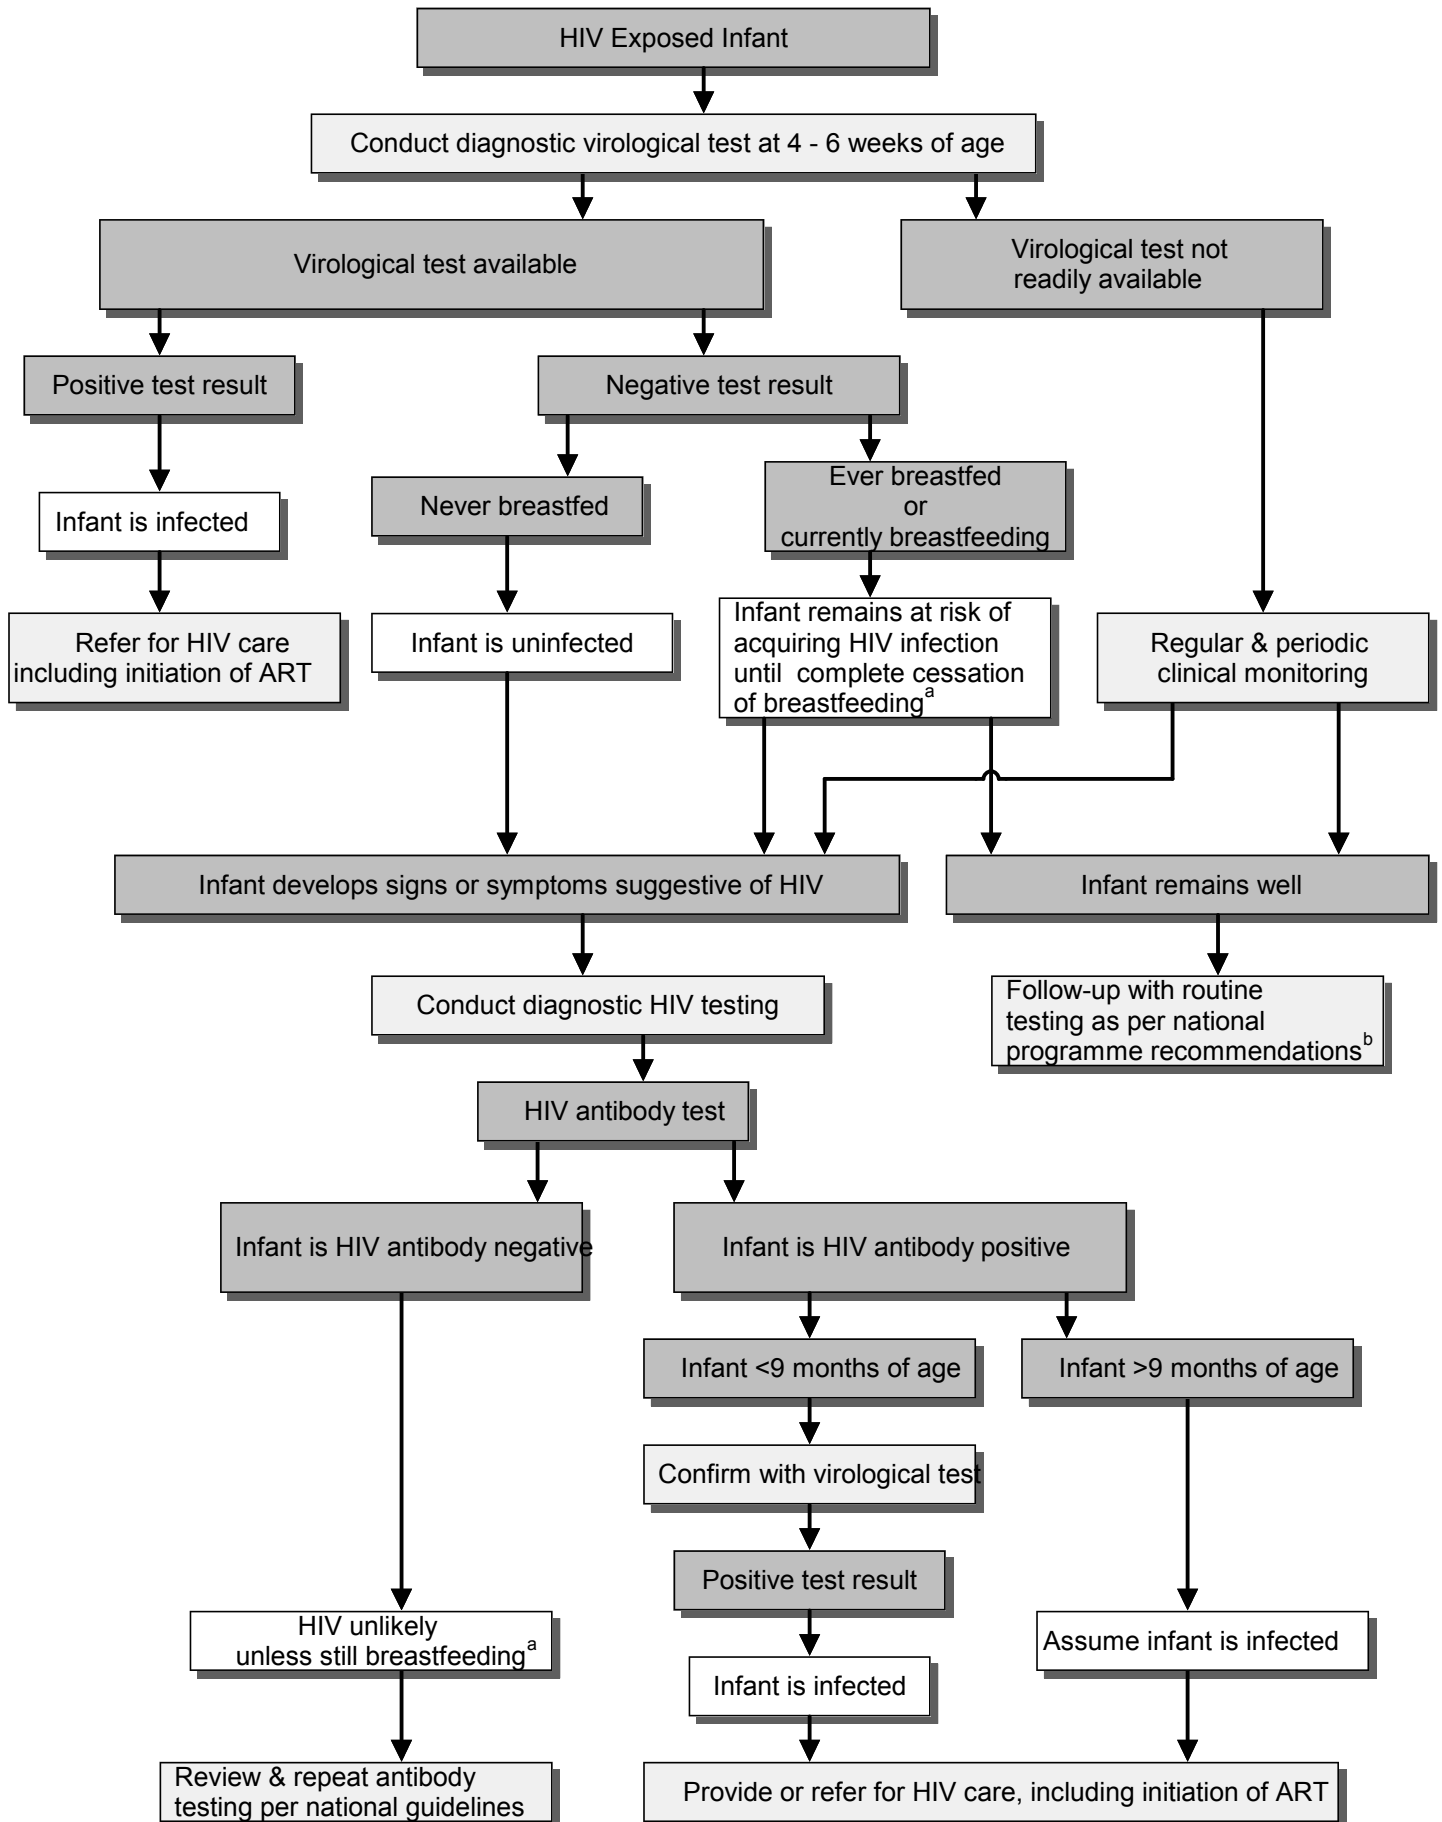 HIV Exposed Infant
Conduct diagnostic virological test at 4 - 6 weeks of age
Virological test available
Virological test not
readily available
Positive test result
Negative test result
Never breastfed
Ever breastfed
or
currently breastfeeding
Infant is infected
Refer for HIV care
including initiation of ART
Infant is uninfected
Infant remains at risk of
acquiring HIV infection
until complete cessation
of breastfeeding^a
Regular & periodic
clinical monitoring
Infant develops signs or symptoms suggestive of HIV
Infant remains well
Conduct diagnostic HIV testing
Follow-up with routine
testing as per national
programme recommendations^b
HIV antibody test
Infant is HIV antibody negative
Infant is HIV antibody positive
Infant <9 months of age
Infant >9 months of age
Confirm with virological test
Positive test result
HIV unlikely
unless still breastfeeding^a
Infant is infected
Assume infant is infected
Review & repeat antibody
testing per national guidelines
Provide or refer for HIV care, including initiation of ART